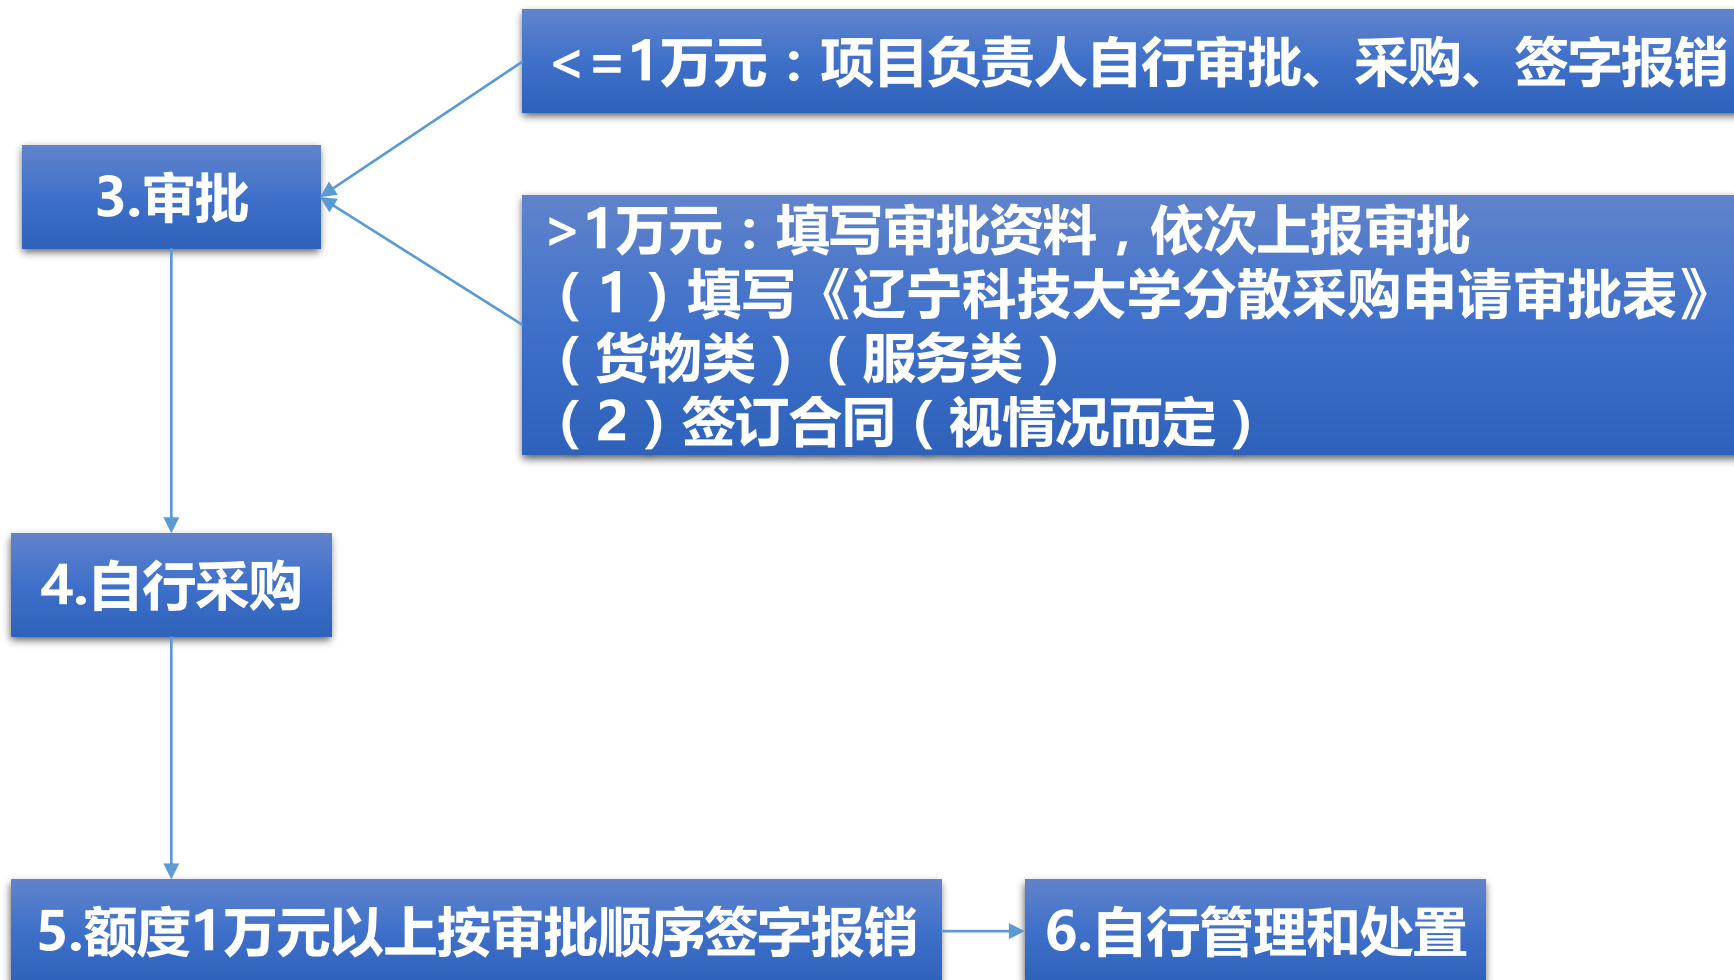 <=1万元：项目负责人自行审批、采购、签字报销
3.审批
>1万元：填写审批资料，依次上报审批
（1）填写《辽宁科技大学分散采购申请审批表》
（货物类）（服务类）
（2）签订合同（视情况而定）
4.自行采购
5.额度1万元以上按审批顺序签字报销
6.自行管理和处置